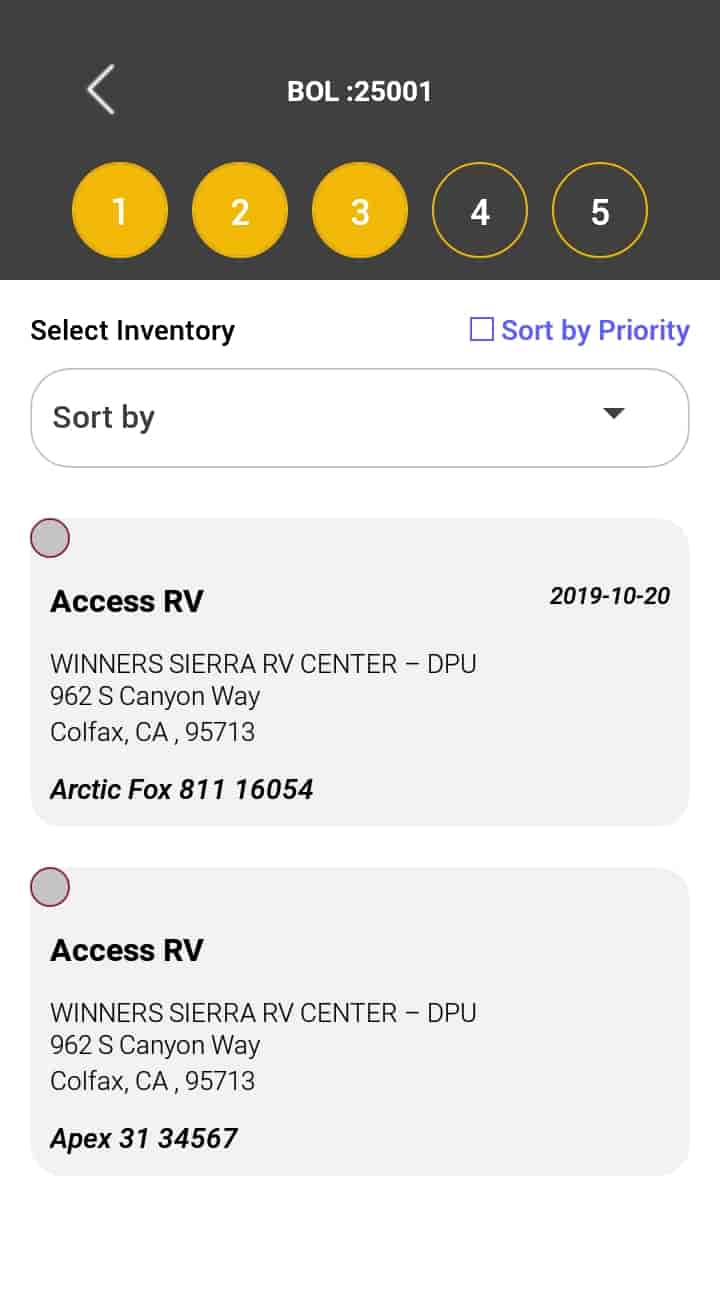 BOL :25001
1 2 3 4 5
Select Inventory Sort by Priority
Sort by
Access RV 2019-10-20
WINNERS SIERRA RV CENTER – DPU
962 S Canyon Way
Colfax, CA , 95713
Arctic Fox 811 16054
Access RV
WINNERS SIERRA RV CENTER – DPU
962 S Canyon Way
Colfax, CA , 95713
Apex 31 34567